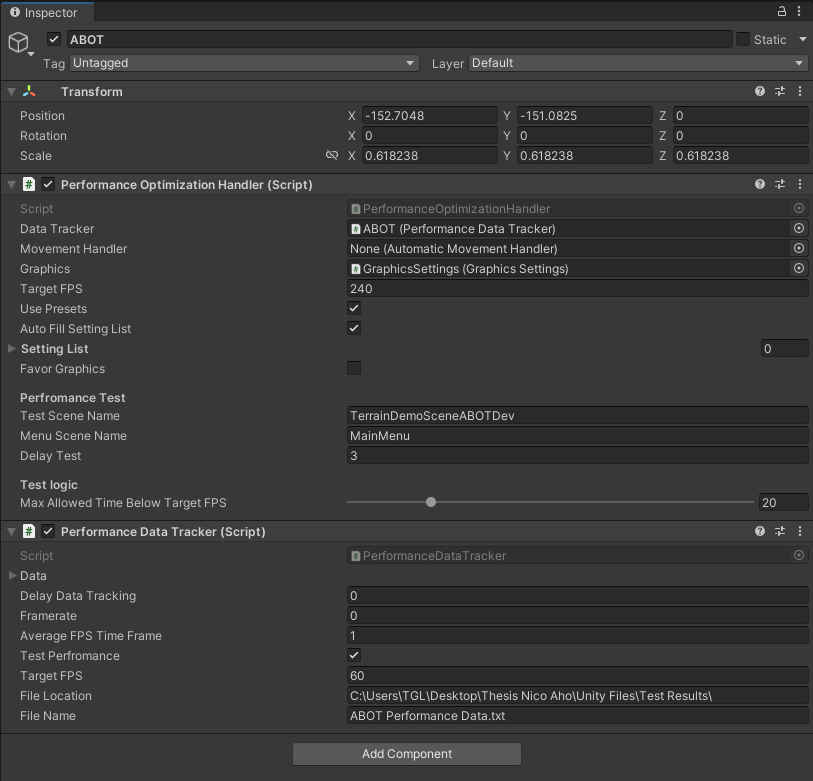 Inspector
ABOT
Static
Tag Untagged Layer Default
Transform
Position X -152.7048 Y -151.0825 Z 0
Rotation X 0 Y 0 Z 0
Scale X 0.618238 Y 0.618238 Z 0.618238
# Performance Optimization Handler (Script)
Script # PerformanceOptimizationHandler
Data Tracker # ABOT (Performance Data Tracker)
Movement Handler None (Automatic Movement Handler)
Graphics # GraphicsSettings (Graphics Settings)
Target FPS 240
Use Presets
Auto Fill Setting List
Setting List 0
Favor Graphics
Perfromance Test
Test Scene Name TerrainDemoSceneABOTDev
Menu Scene Name MainMenu
Delay Test 3
Test logic
Max Allowed Time Below Target FPS 20
# Performance Data Tracker (Script)
Script # PerformanceDataTracker
Data
Delay Data Tracking 0
Framerate 0
Average FPS Time Frame 1
Test Perfromance
Target FPS 60
File Location C:\Users\TGL\Desktop\Thesis Nico Aho\Unity Files\Test Results\
File Name ABOT Performance Data.txt
Add Component